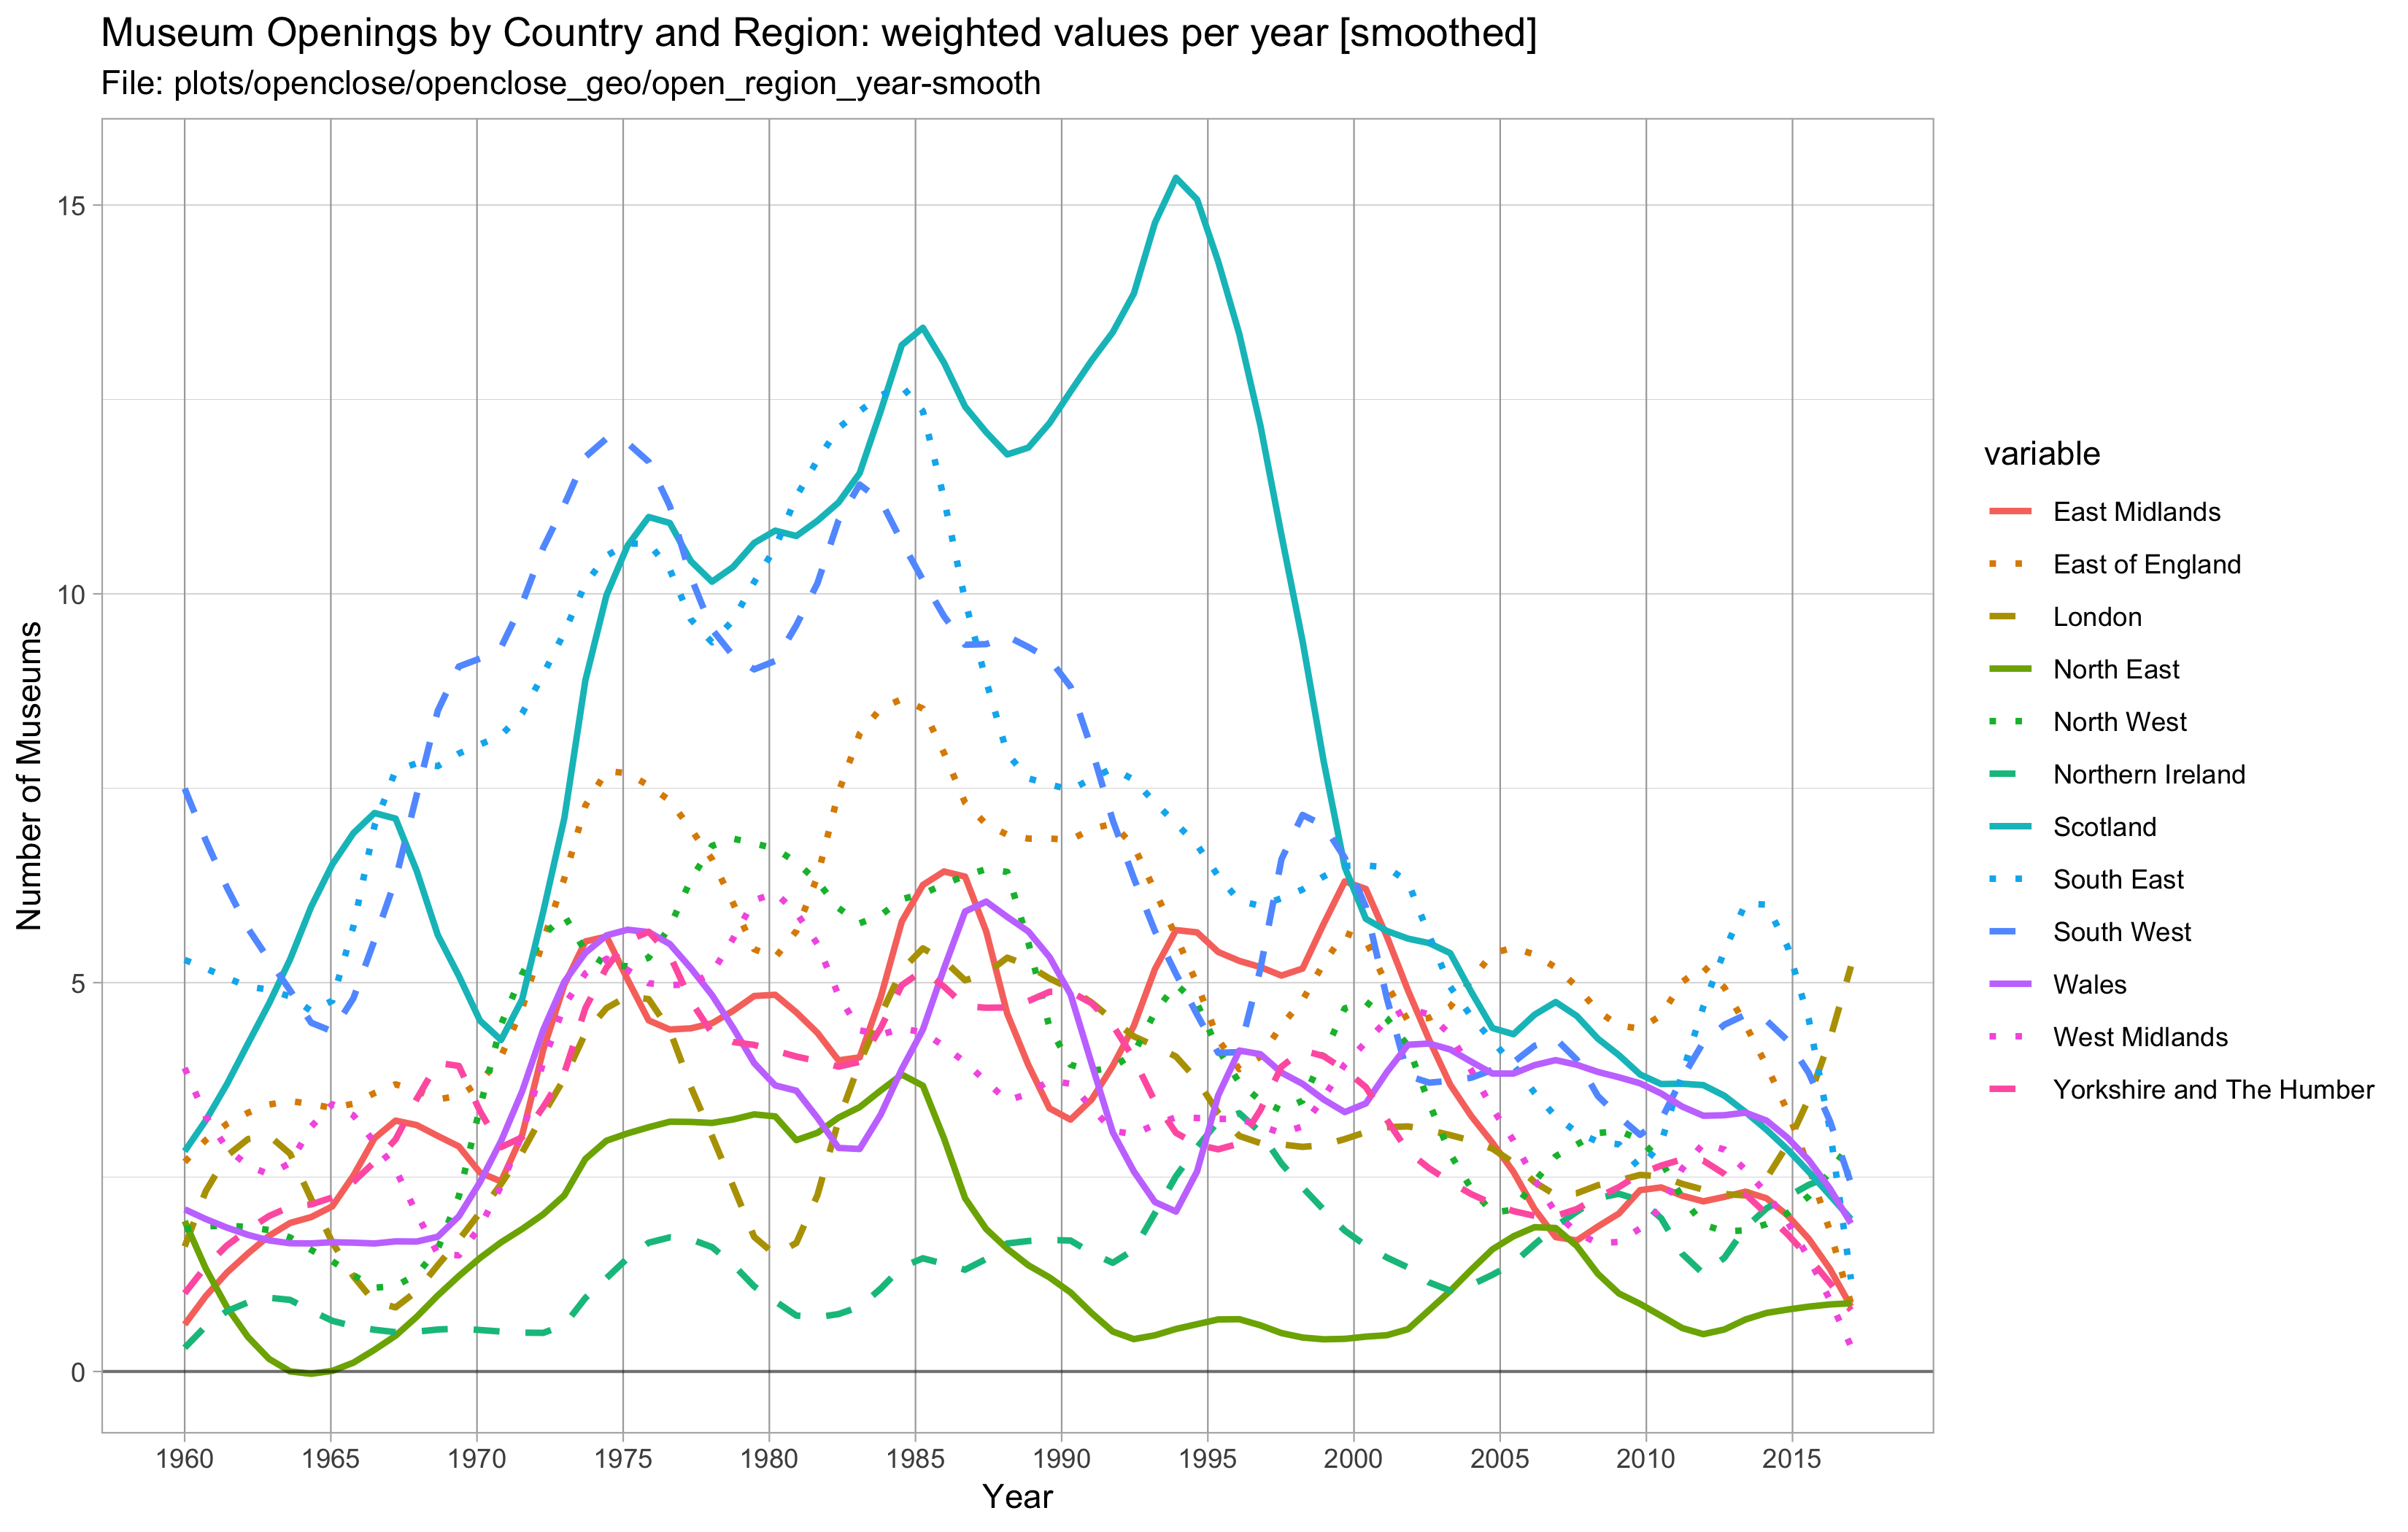 Museum Openings by Country and Region: weighted values per year [smoothed]
File: plots/openclose/openclose_geo/open_region_year-smooth
Number of Museums
15
10
5
0
1960
1965
1970
1975
1980
1985
1990
1995
2000
2005
2010
2015
Year
variable
East Midlands
East of England
London
North East
North West
Northern Ireland
Scotland
South East
South West
Wales
West Midlands
Yorkshire and The Humber